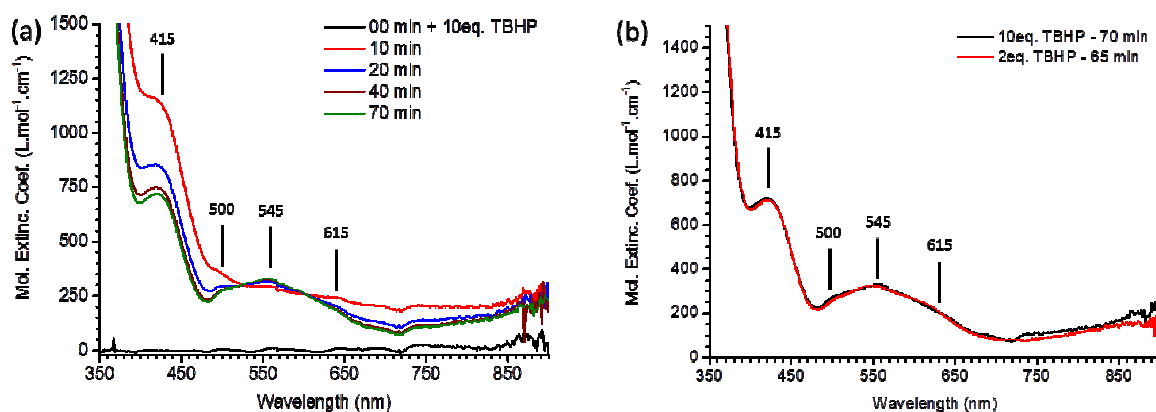 (a)
1500
1250
1000
750
500
250
0
Mol. Extinc. Coef. (L.mol⁻¹.cm⁻¹)
415
500
545
615
00 min + 10eq. TBHP
10 min
20 min
40 min
70 min
350 450 550 650 750 850
Wavelength (nm)
(b)
1400
1200
1000
800
600
400
200
0
Mol. Extinc. Coef. (L.mol⁻¹.cm⁻¹)
415
500
545
615
10eq. TBHP - 70 min
2eq. TBHP - 65 min
350 450 550 650 750 850
Wavelength (nm)